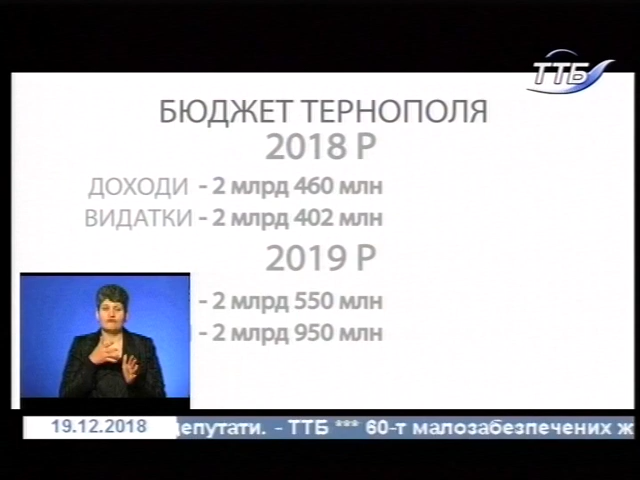 ТТБ
БЮДЖЕТ ТЕРНОПОЛЯ
2018 Р
ДОХОДИ - 2 млрд 460 млн
ВИДАТКИ - 2 млрд 402 млн
2019 Р
- 2 млрд 550 млн
- 2 млрд 950 млн
19.12.2018 депутати. - ТТБ *** 60-т малозабезпечених ж